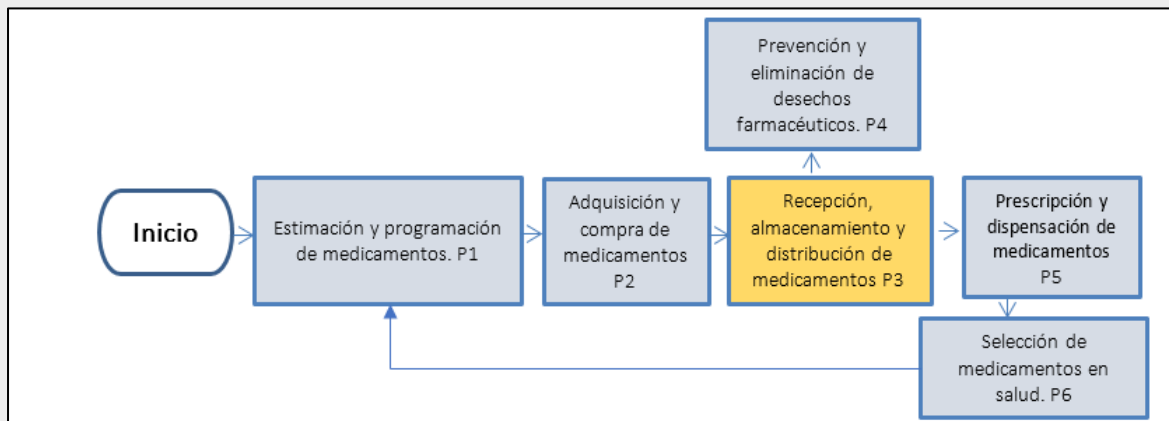 Prevención y
eliminación de
desechos
farmacéuticos. P4
Inicio
Estimación y programación
de medicamentos. P1
Adquisición y
compra de
medicamentos
P2
Recepción,
almacenamiento y
distribución de
medicamentos P3
Prescripción y
dispensación de
medicamentos
P5
Selección de
medicamentos en
salud. P6